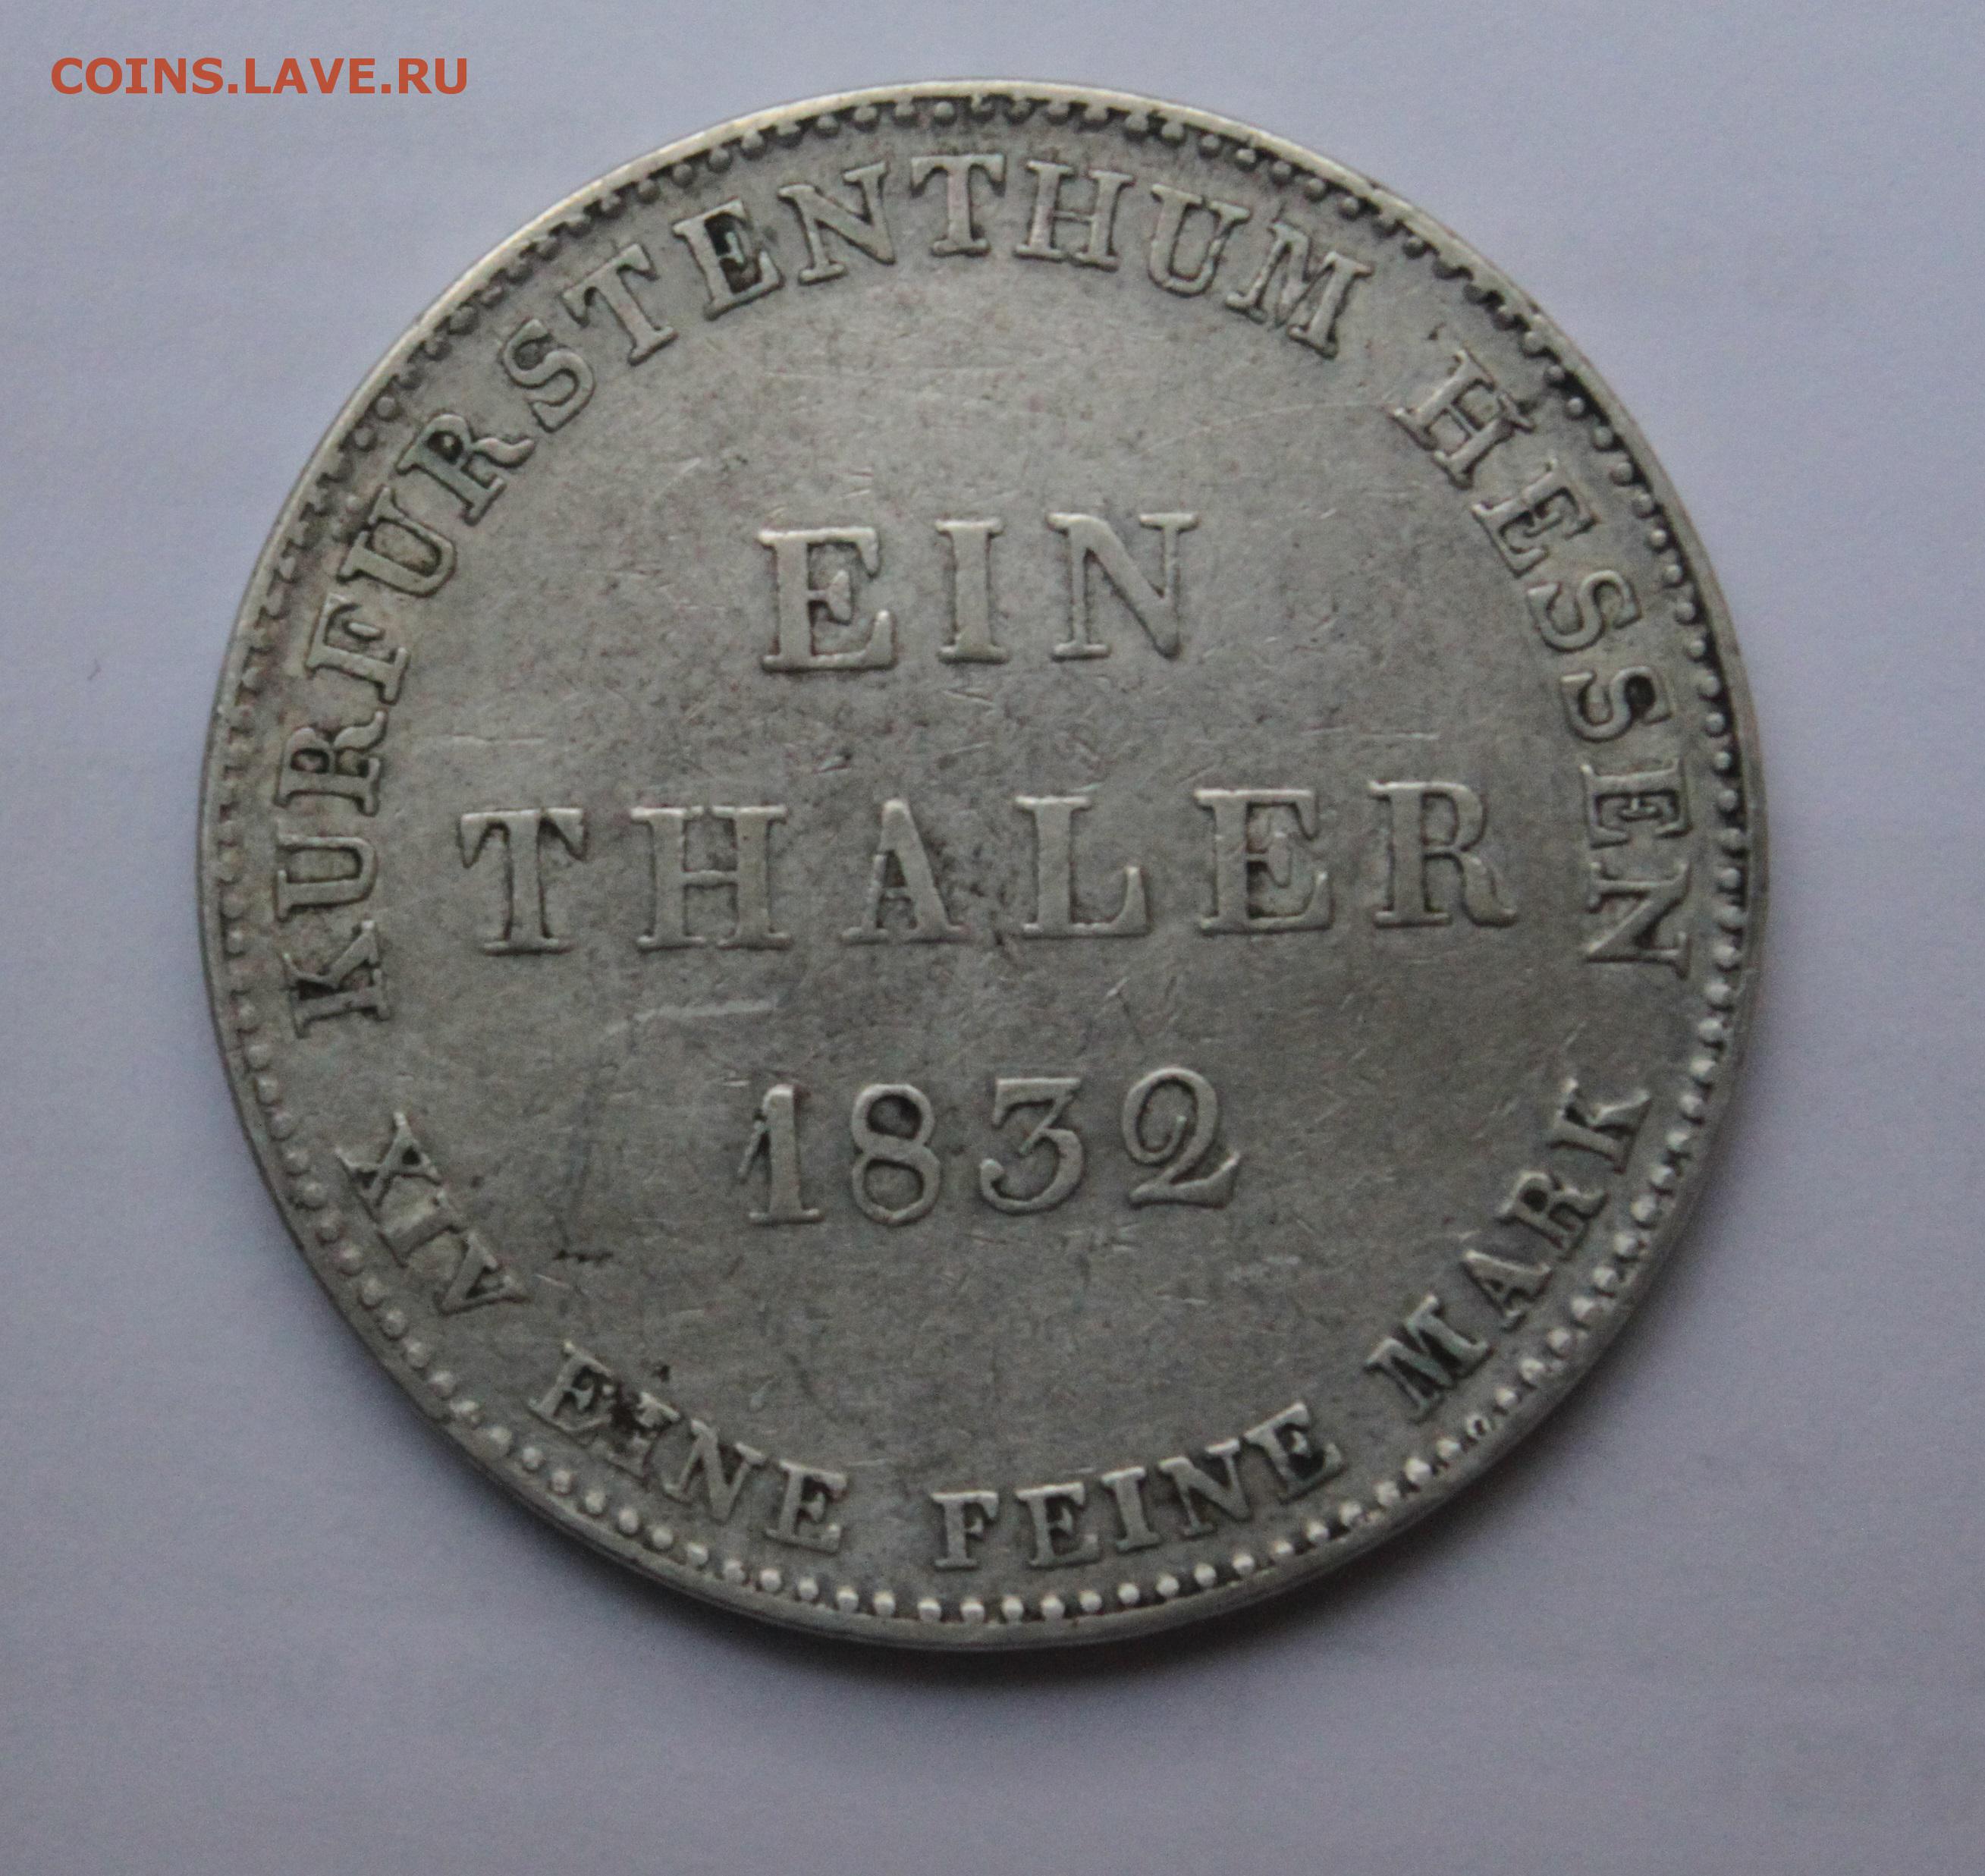 COINS.LAVE.RU
KURFURSTENTHUM HESSEN
EIN
THALER
1832
XIV EINE FEINE MARK